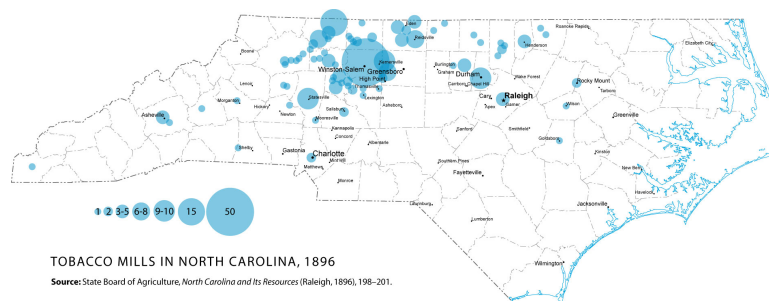 Eden
Roanoke Rapids
Reidsville
Henderson
Elizabeth City
Boone
Kernersville
Winston-Salem
Greensboro
Burlington
Graham
Durham
High Point
Wake Forest
Rocky Mount
Lenoir
Thomasville
Carrboro Chapel Hill
Tarboro
Morganton
Hickory
Statesville
Lexington
Cary
Raleigh
Asheville
Newton
Salisbury
Asheboro
Apex
Garner
Wilson
Mooresville
Greenville
Kannapolis
Sanford
Smithfield
Concord
Goldsboro
Shelby
Gastonia
Charlotte
Albemarle
Kinston
Matthews
Mint Hill
Southern Pines
New Bern
Fayetteville
Monroe
Havelock
Laurinburg
Jacksonville
Lumberton
1 2 3-5 6-8 9-10 15 50
Wilmington
TOBACCO MILLS IN NORTH CAROLINA, 1896
Source: State Board of Agriculture, North Carolina and Its Resources (Raleigh, 1896), 198–201.